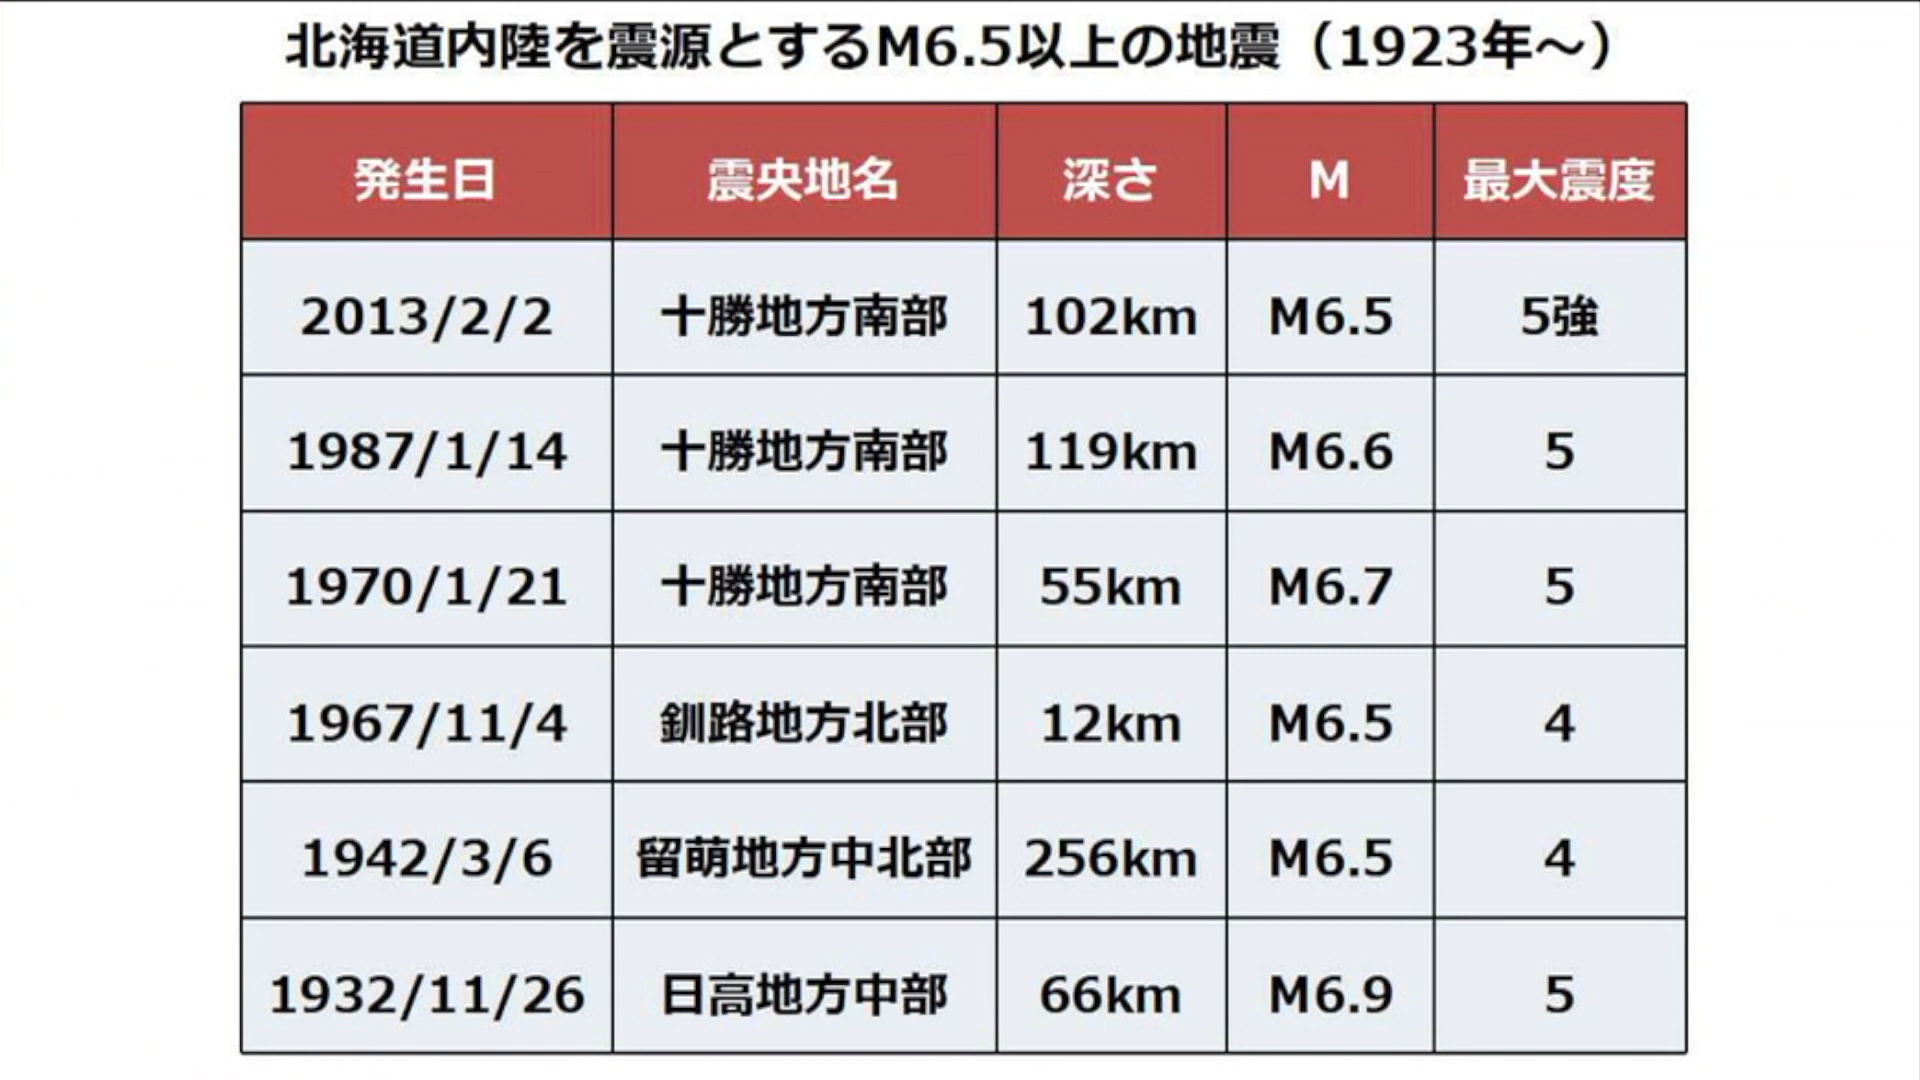 北海道内陸を震源とするM6.5以上の地震（1923年～）
発生日 震央地名 深さ M 最大震度
2013/2/2 十勝地方南部 102km M6.5 5強
1987/1/14 十勝地方南部 119km M6.6 5
1970/1/21 十勝地方南部 55km M6.7 5
1967/11/4 釧路地方北部 12km M6.5 4
1942/3/6 留萌地方中北部 256km M6.5 4
1932/11/26 日高地方中部 66km M6.9 5